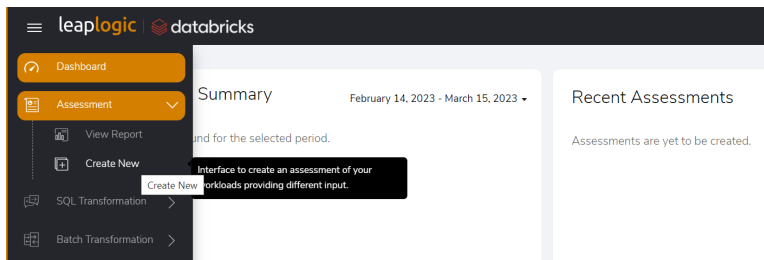 leaplogic databricks
Dashboard
Assessment
View Report
Create New
Create New
SQL Transformation
Batch Transformation
Summary
February 14, 2023 - March 15, 2023
und for the selected period.
Interface to create an assessment of your
workloads providing different input.
Recent Assessments
Assessments are yet to be created.